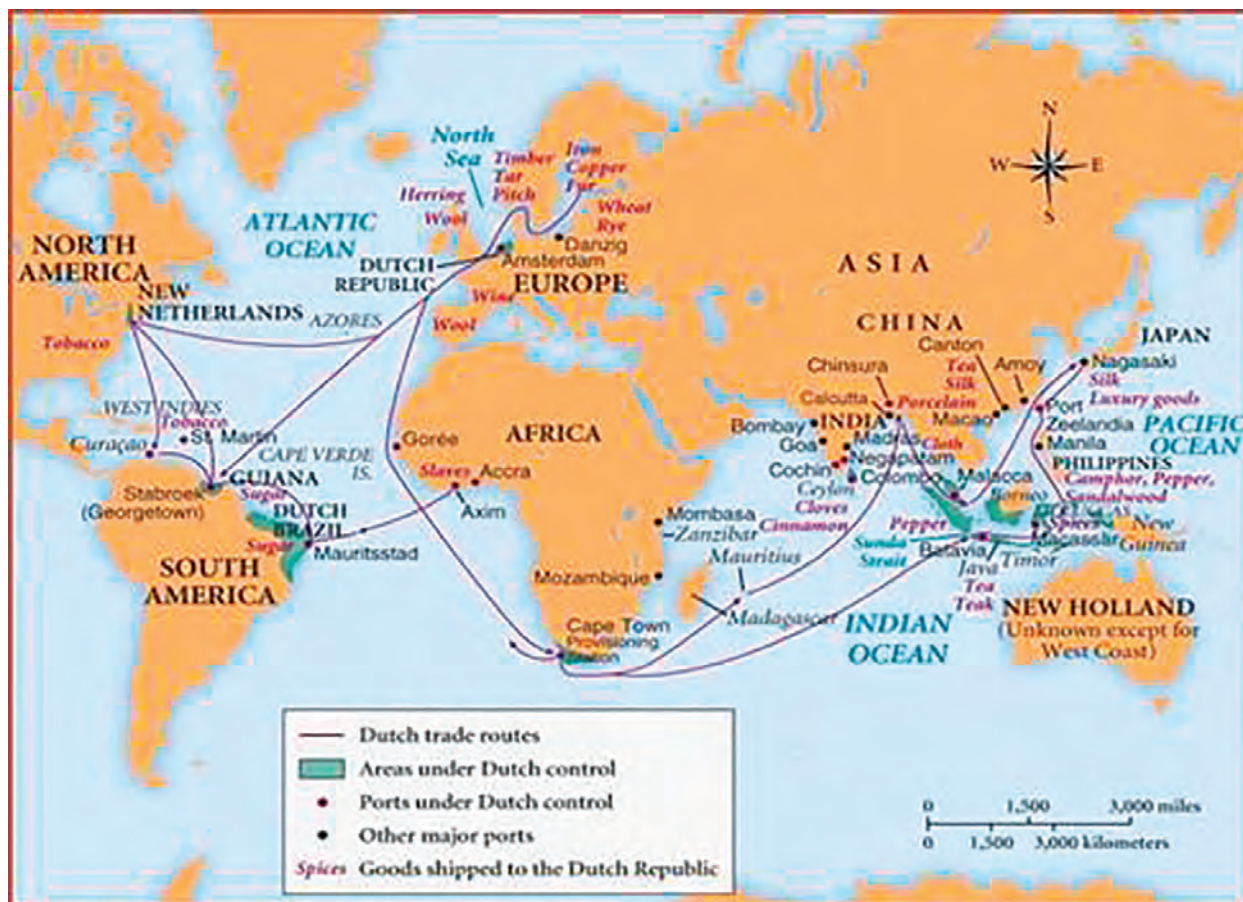 North
Sea
Timber
Tar
Pitch
Iron
Copper
Fur
Herring
Wool
Wheat
Rye
ATLANTIC
OCEAN
Danzig
Amsterdam
DUTCH
REPUBLIC
EUROPE
NORTH
AMERICA
NEW
NETHERLANDS
AZORES
Wine
Wool
Tobacco
N
W
E
S
ASIA
CHINA
Canton
Tea
Silk
Porcelain
Amoy
Macao
JAPAN
Nagasaki
Silk
Luxury goods
Port
Zeelandia
PACIFIC
OCEAN
Manila
PHILIPPINES
Camphor, Pepper,
Sandalwood
Chinsura
Calcutta
INDIA
Bombay
Goa
Madras
Negapatam
Cloth
Cochin
Colombo
Ceylon
Cloves
Cinnamon
Malacca
Borneo
Spices
Macassar
New
Guinea
Pepper
Sunda
Strait
Batavia
Java
Timor
Tea
Teak
WEST INDIES
Tobacco
Curaçao
St. Martin
CAPE VERDE
IS.
Gorée
AFRICA
Slaves
Accra
Axim
GUIANA
Stabroek
(Georgetown)
Sugar
DUTCH
BRAZIL
Sugar
Mauritsstad
SOUTH
AMERICA
Mombasa
Zanzibar
Mauritius
Mozambique
Madagascar
Cape Town
Provisioning
Station
INDIAN
OCEAN
NEW HOLLAND
(Unknown except for
West Coast)
Dutch trade routes
Areas under Dutch control
Ports under Dutch control
Other major ports
Spices Goods shipped to the Dutch Republic
0 1,500 3,000 miles
0 1,500 3,000 kilometers